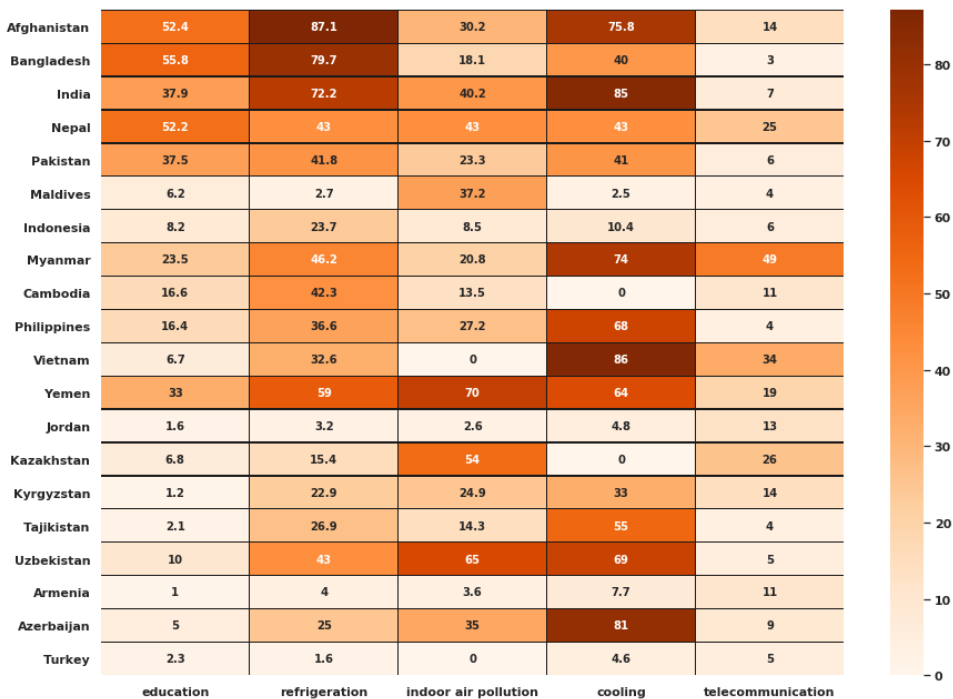 Afghanistan 52.4 87.1 30.2 75.8 14
Bangladesh 55.8 79.7 18.1 40 3
India 37.9 72.2 40.2 85 7
Nepal 52.2 43 43 43 25
Pakistan 37.5 41.8 23.3 41 6
Maldives 6.2 2.7 37.2 2.5 4
Indonesia 8.2 23.7 8.5 10.4 6
Myanmar 23.5 46.2 20.8 74 49
Cambodia 16.6 42.3 13.5 0 11
Philippines 16.4 36.6 27.2 68 4
Vietnam 6.7 32.6 0 86 34
Yemen 33 59 70 64 19
Jordan 1.6 3.2 2.6 4.8 13
Kazakhstan 6.8 15.4 54 0 26
Kyrgyzstan 1.2 22.9 24.9 33 14
Tajikistan 2.1 26.9 14.3 55 4
Uzbekistan 10 43 65 69 5
Armenia 1 4 3.6 7.7 11
Azerbaijan 5 25 35 81 9
Turkey 2.3 1.6 0 4.6 5
education refrigeration indoor air pollution cooling telecommunication
80
70
60
50
40
30
20
10
0